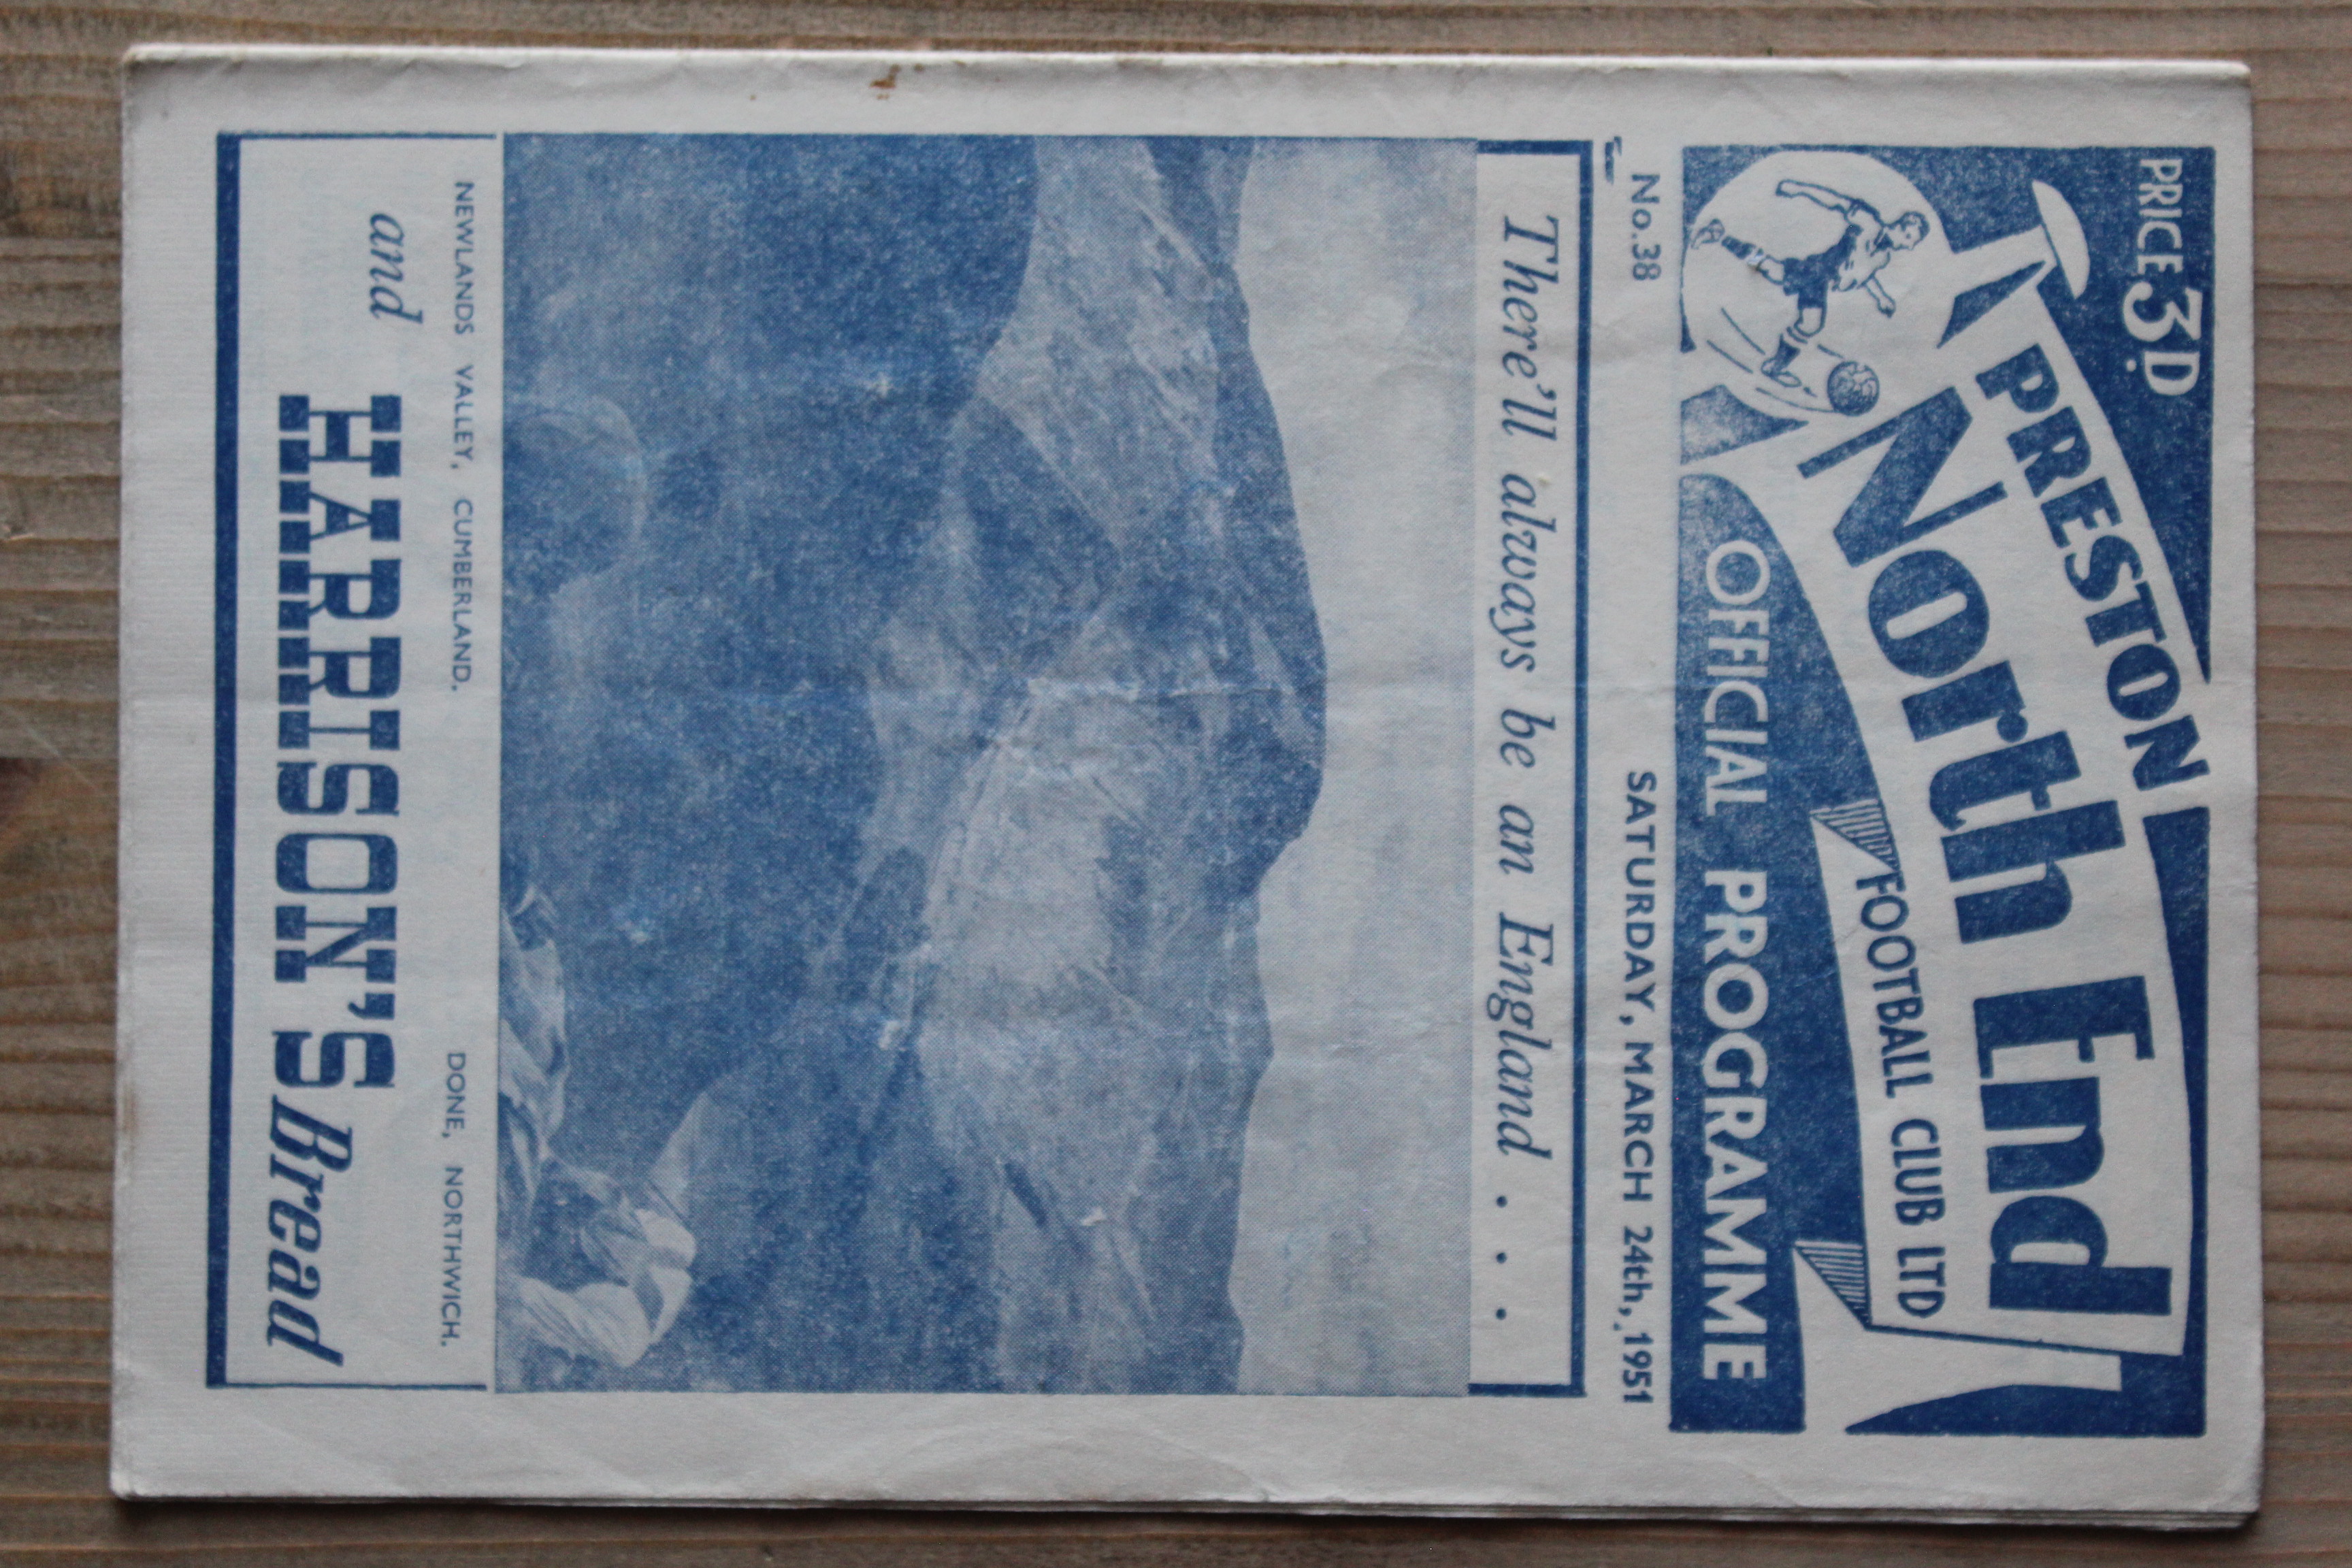 PRICE 3D.
PRESTON
North End
FOOTBALL CLUB LTD
OFFICIAL PROGRAMME
No. 38 SATURDAY, MARCH 24th, 1951
There'll always be an England . . .
NEWLANDS VALLEY, CUMBERLAND. DONE, NORTHWICH.
and HARRISON'S Bread